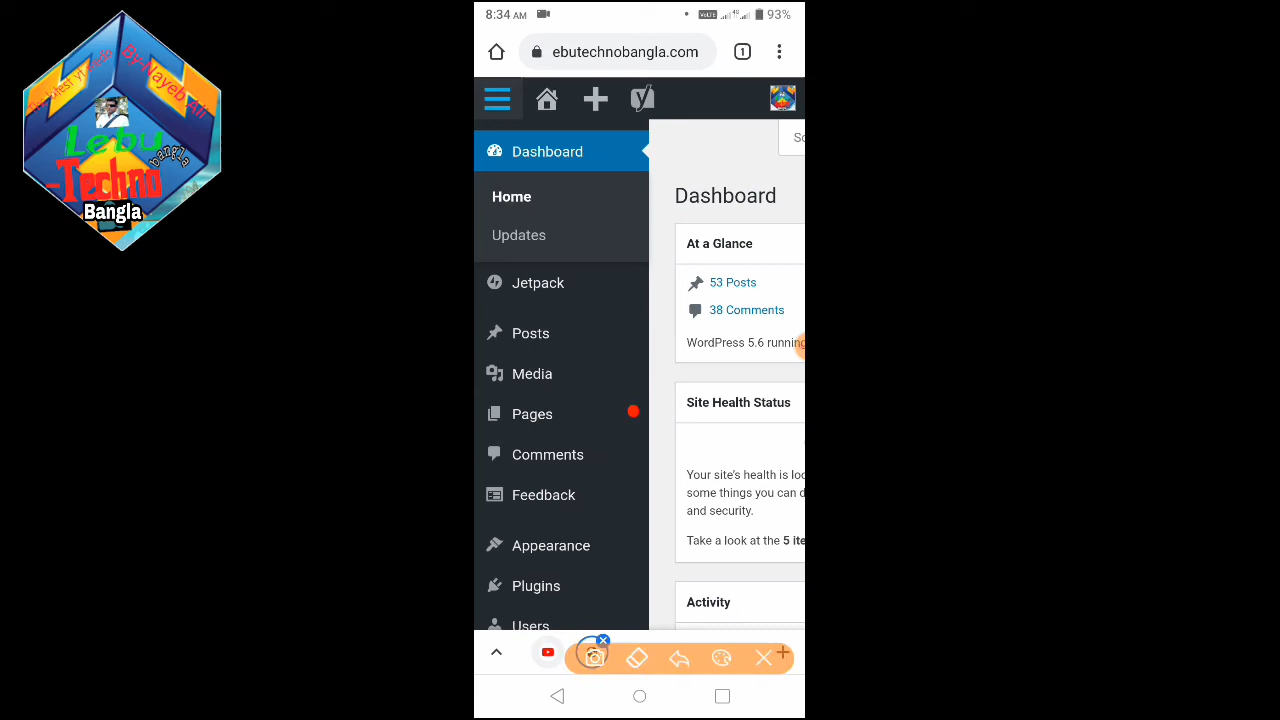 8:34 AM
VoLTE 4G 93%
ebutechnobangla.com
1
Dashboard
Home
Updates
Jetpack
Posts
Media
Pages
Comments
Feedback
Appearance
Plugins
Users
Dashboard
At a Glance
53 Posts
38 Comments
WordPress 5.6 running
Site Health Status
Your site's health is loo
some things you can d
and security.
Take a look at the 5 ite
Activity
By-Nayeb Ali
Lebu
-Techno
bangla
Bangla